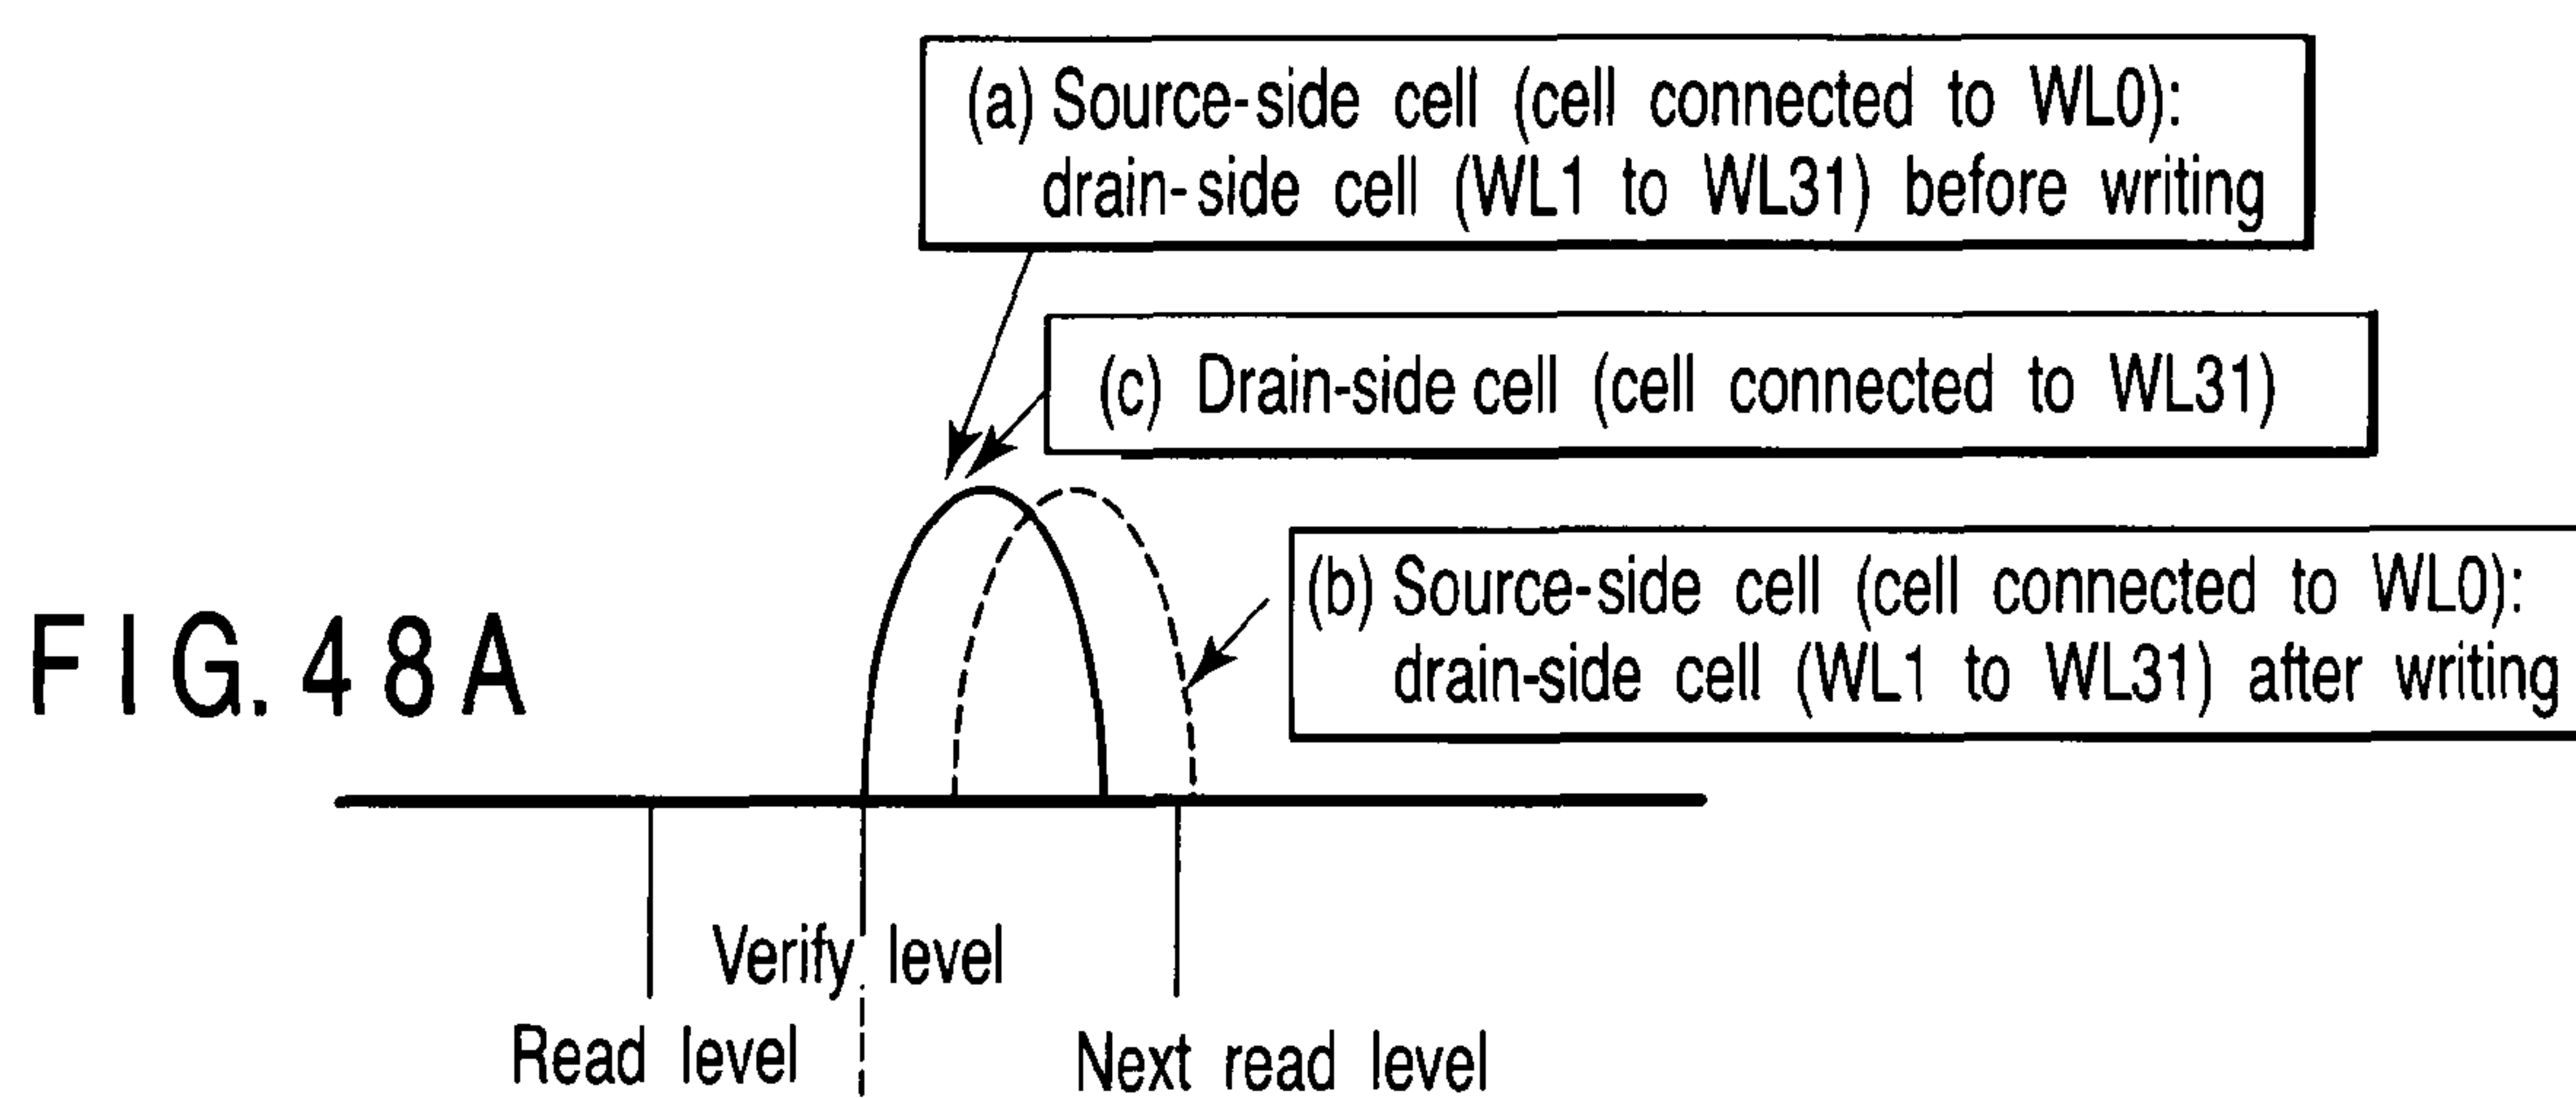 (a) Source-side cell (cell connected to WL0):
drain-side cell (WL1 to WL31) before writing
(c) Drain-side cell (cell connected to WL31)
(b) Source-side cell (cell connected to WL0):
drain-side cell (WL1 to WL31) after writing
FIG. 48A
Verify level
Read level
Next read level